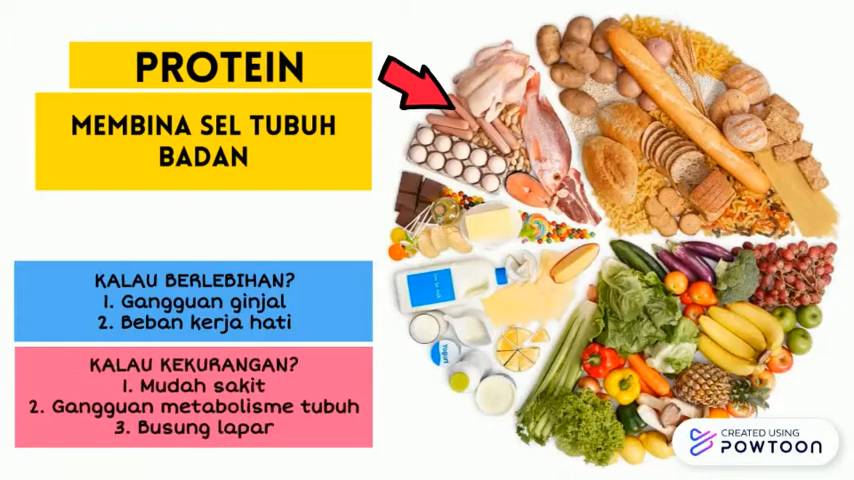 PROTEIN
MEMBINA SEL TUBUH
BADAN
KALAU BERLEBIHAN?
1. Gangguan ginjal
2. Beban kerja hati
KALAU KEKURANGAN?
1. Mudah sakit
2. Gangguan metabolisme tubuh
3. Busung lapar
Yogurt
CREATED USING
POWTOON